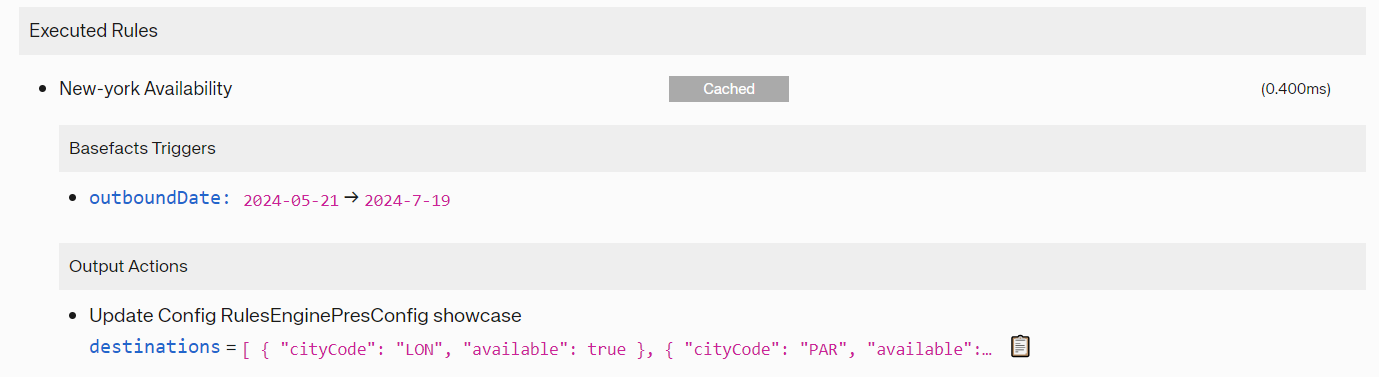 Executed Rules
New-york Availability Cached (0.400ms)
Basefacts Triggers
outboundDate: 2024-05-21 → 2024-7-19
Output Actions
Update Config RulesEnginePresConfig showcase
destinations = [ { "cityCode": "LON", "available": true }, { "cityCode": "PAR", "available":…